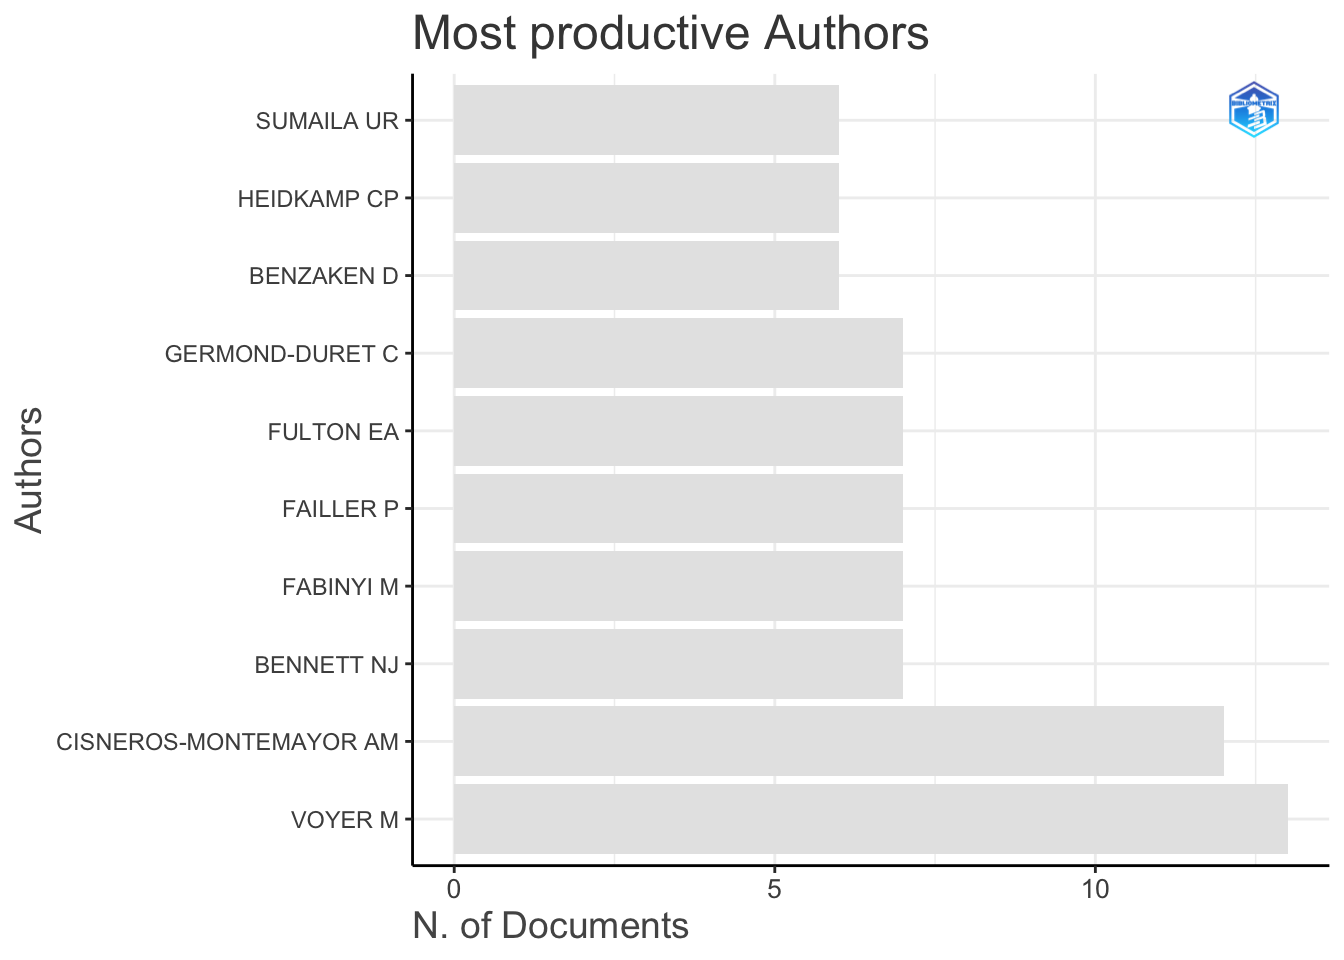 Most productive Authors
BIBLIOMETRIX
SUMAILA UR
HEIDKAMP CP
BENZAKEN D
GERMOND-DURET C
FULTON EA
FAILLER P
FABINYI M
BENNETT NJ
CISNEROS-MONTEMAYOR AM
VOYER M
Authors
0 5 10
N. of Documents